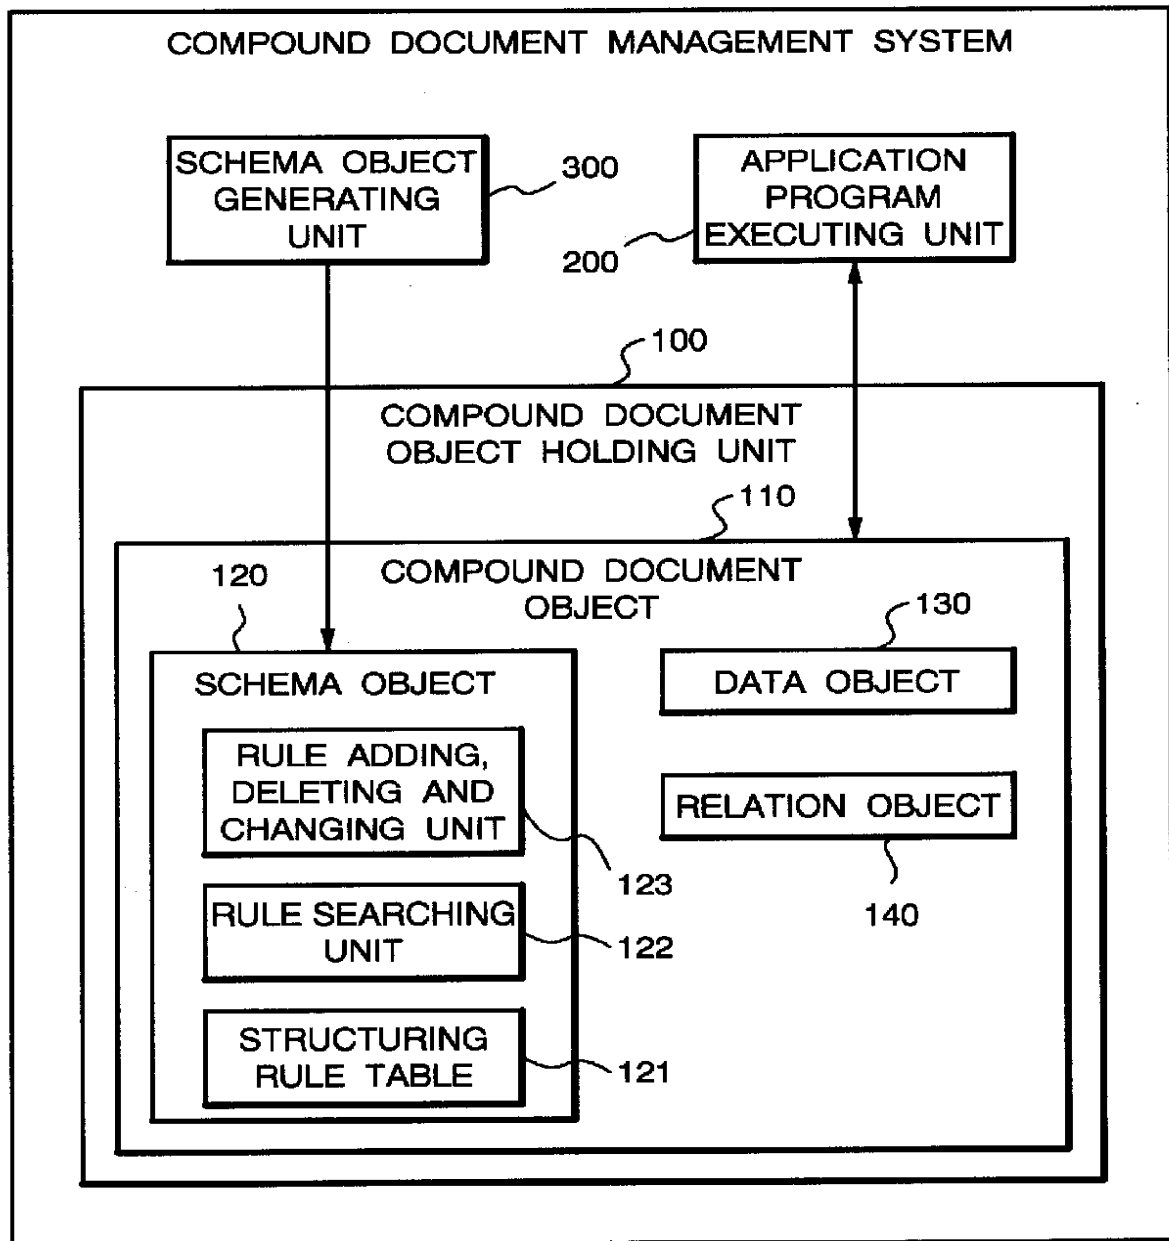 COMPOUND DOCUMENT MANAGEMENT SYSTEM
SCHEMA OBJECT
GENERATING
UNIT
300
APPLICATION
PROGRAM
EXECUTING UNIT
200
100
COMPOUND DOCUMENT
OBJECT HOLDING UNIT
110
COMPOUND DOCUMENT
OBJECT
120
130
SCHEMA OBJECT
DATA OBJECT
RULE ADDING,
DELETING AND
CHANGING UNIT
123
RELATION OBJECT
140
RULE SEARCHING
UNIT
122
STRUCTURING
RULE TABLE
121